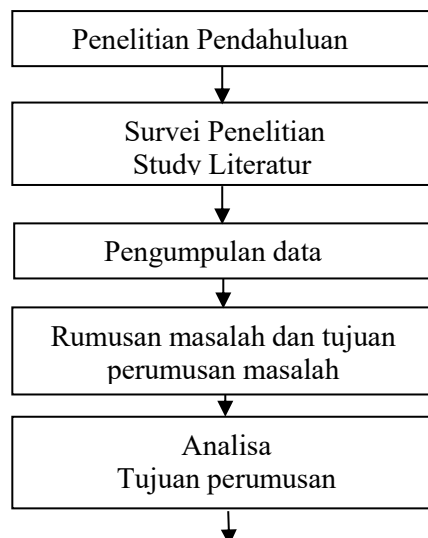 Penelitian Pendahuluan
Survei Penelitian
Study Literatur
Pengumpulan data
Rumusan masalah dan tujuan
perumusan masalah
Analisa
Tujuan perumusan